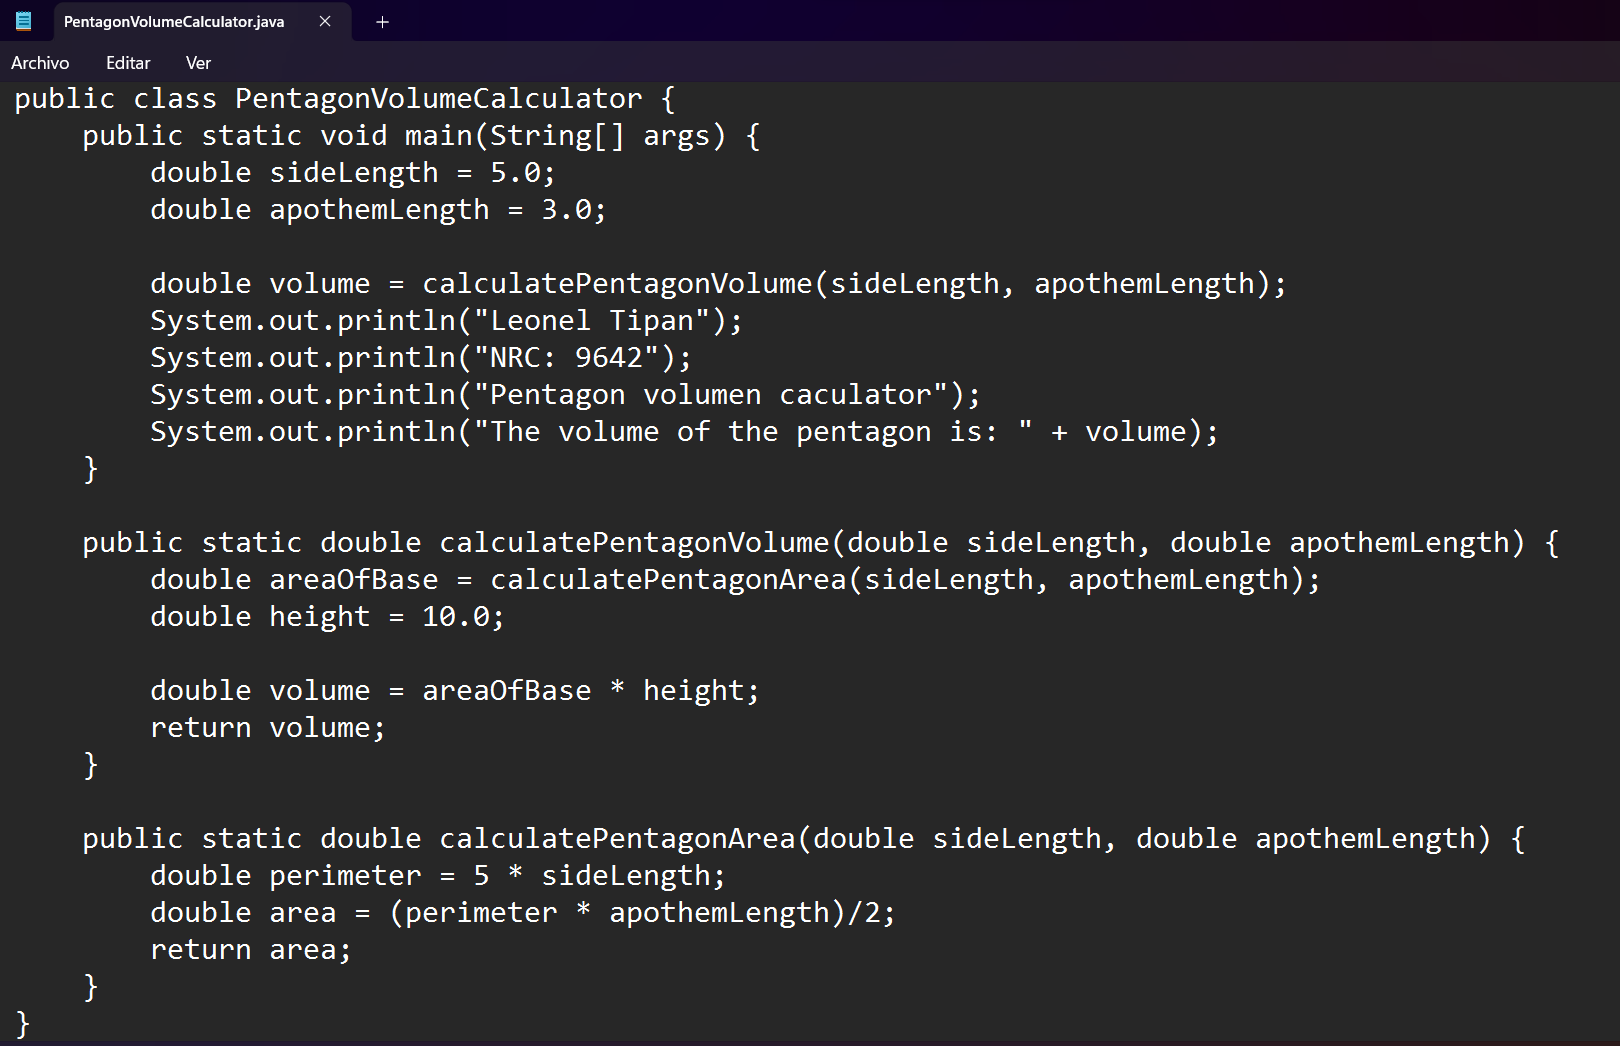 PentagonVolumeCalculator.java
Archivo Editar Ver
public class PentagonVolumeCalculator {
    public static void main(String[] args) {
        double sideLength = 5.0;
        double apothemLength = 3.0;

        double volume = calculatePentagonVolume(sideLength, apothemLength);
        System.out.println("Leonel Tipan");
        System.out.println("NRC: 9642");
        System.out.println("Pentagon volumen caculator");
        System.out.println("The volume of the pentagon is: " + volume);
    }

    public static double calculatePentagonVolume(double sideLength, double apothemLength) {
        double areaOfBase = calculatePentagonArea(sideLength, apothemLength);
        double height = 10.0;

        double volume = areaOfBase * height;
        return volume;
    }

    public static double calculatePentagonArea(double sideLength, double apothemLength) {
        double perimeter = 5 * sideLength;
        double area = (perimeter * apothemLength)/2;
        return area;
    }
}